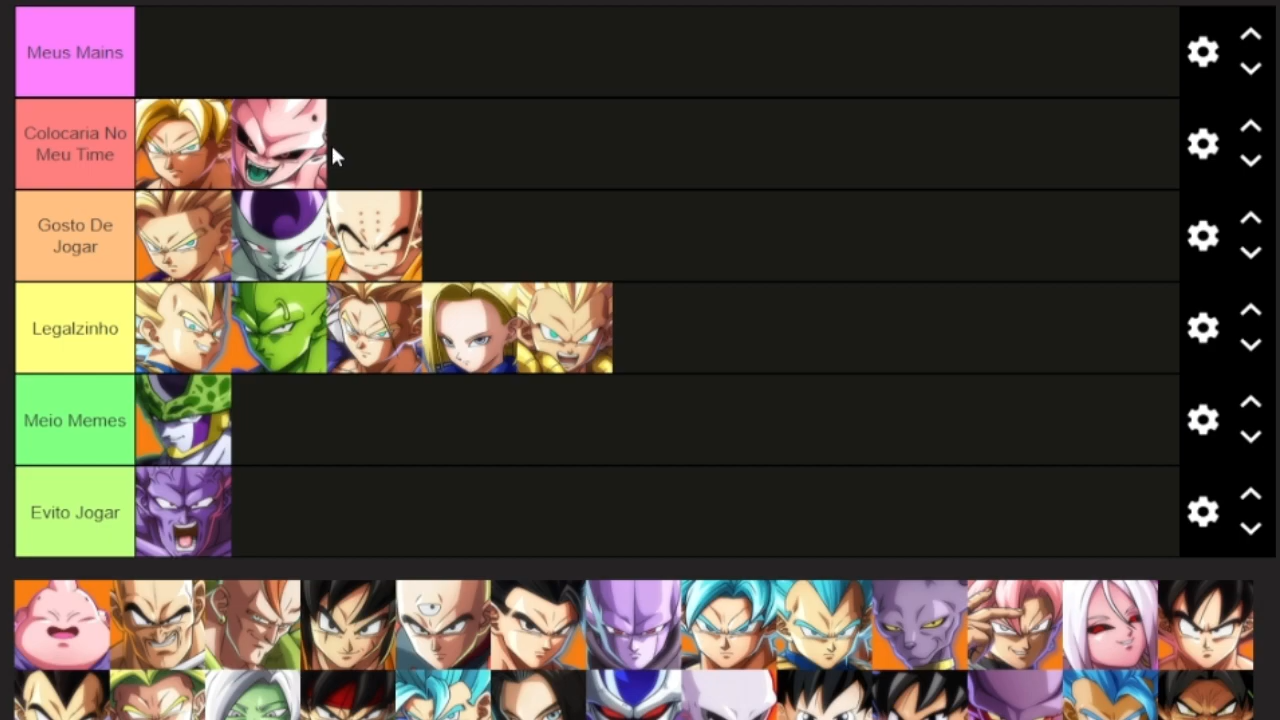 Meus Mains
Colocaria No
Meu Time
Gosto De
Jogar
Legalzinho
Meio Memes
Evito Jogar